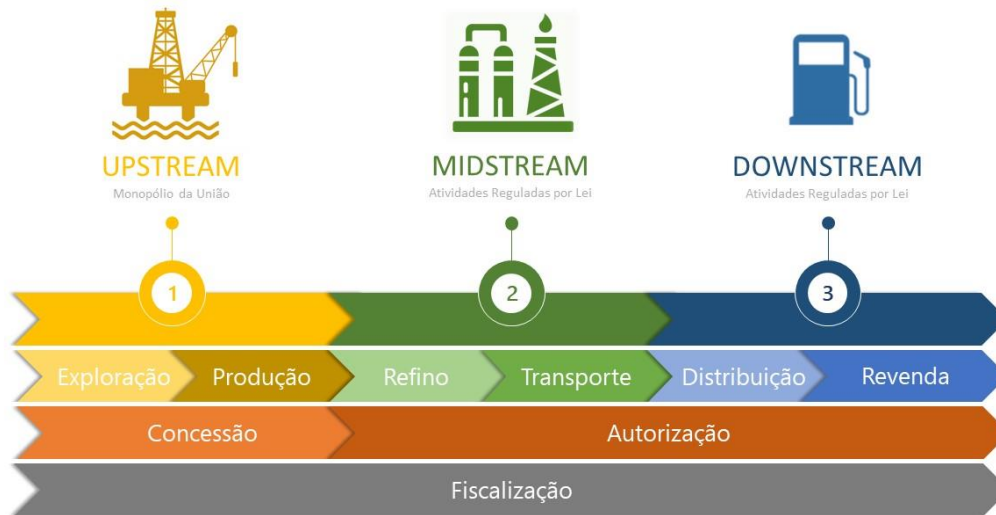 UPSTREAM
Monopólio da União
MIDSTREAM
Atividades Reguladas por Lei
DOWNSTREAM
Atividades Reguladas por Lei
1
2
3
Exploração
Produção
Refino
Transporte
Distribuição
Revenda
Concessão
Autorização
Fiscalização